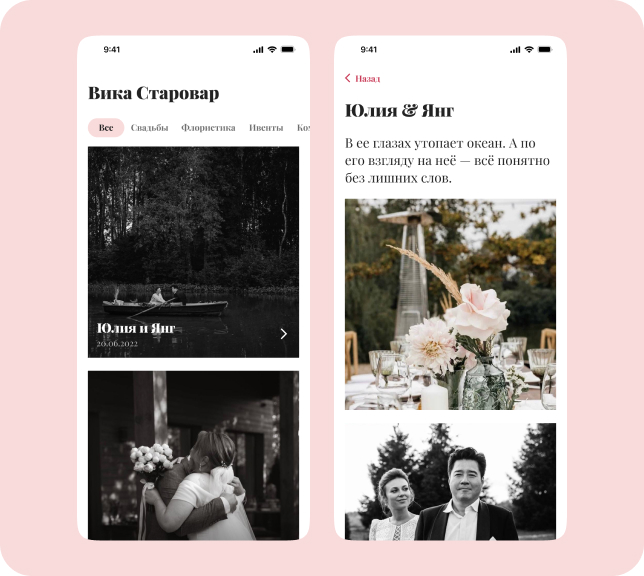 9:41
Вика Старовар
Все Свадьбы Флористика Ивенты
Юлия и Янг
20.06.2022
9:41
Назад
Юлия & Янг
В ее глазах утопает океан. А по
его взгляду на неё — всё понятно
без лишних слов.